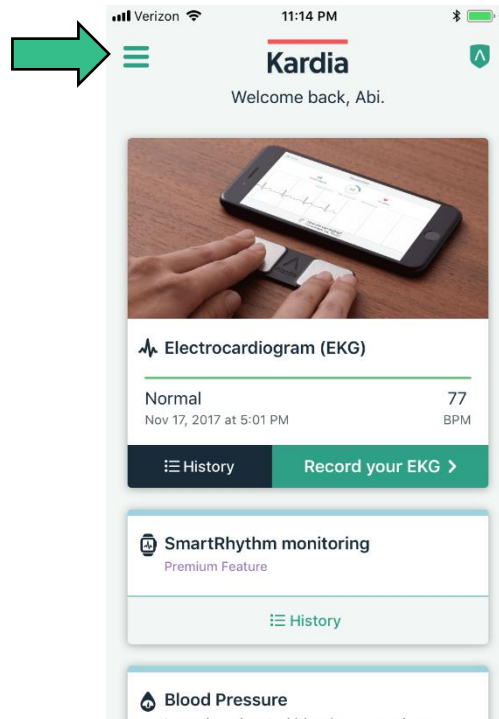 Verizon 11:14 PM
Kardia
Welcome back, Abi.
Electrocardiogram (EKG)
Normal 77
Nov 17, 2017 at 5:01 PM BPM
History Record your EKG
SmartRhythm monitoring
Premium Feature
History
Blood Pressure